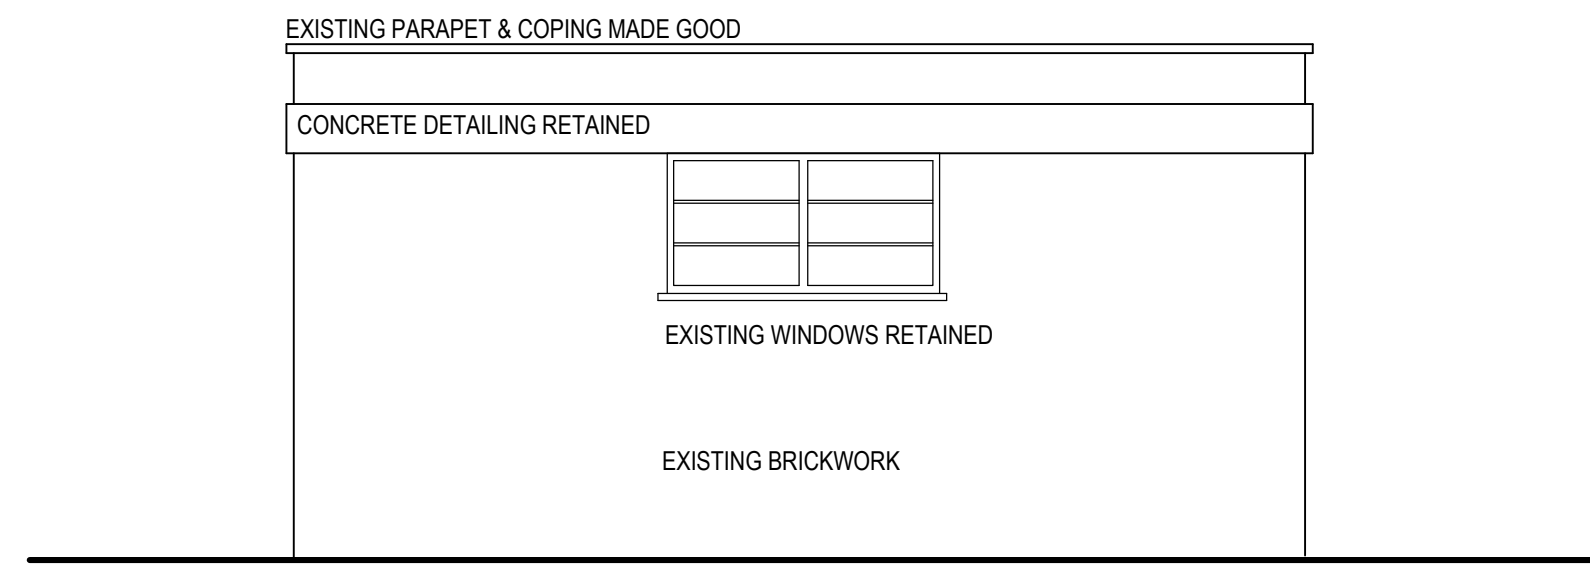 EXISTING PARAPET & COPING MADE GOOD
CONCRETE DETAILING RETAINED
EXISTING WINDOWS RETAINED
EXISTING BRICKWORK